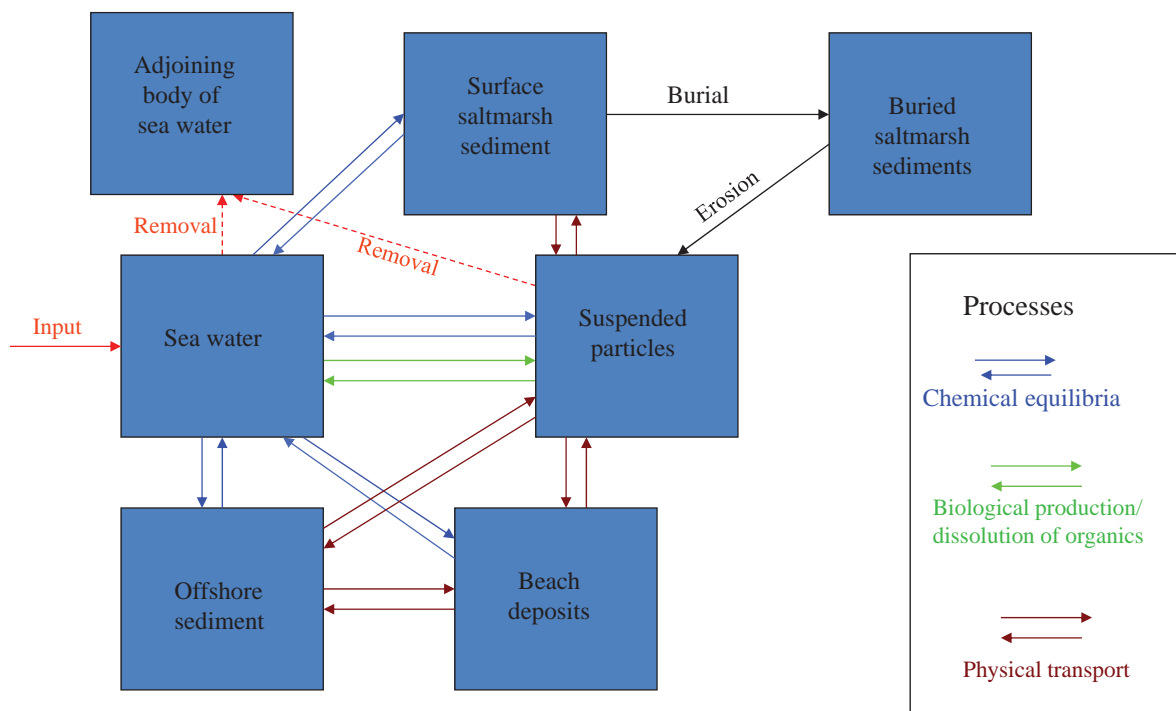 Adjoining
body of
sea water
Surface
saltmarsh
sediment
Burial
Buried
saltmarsh
sediments
Erosion
Removal
Removal
Input
Sea water
Suspended
particles
Offshore
sediment
Beach
deposits
Processes
Chemical equilibria
Biological production/
dissolution of organics
Physical transport